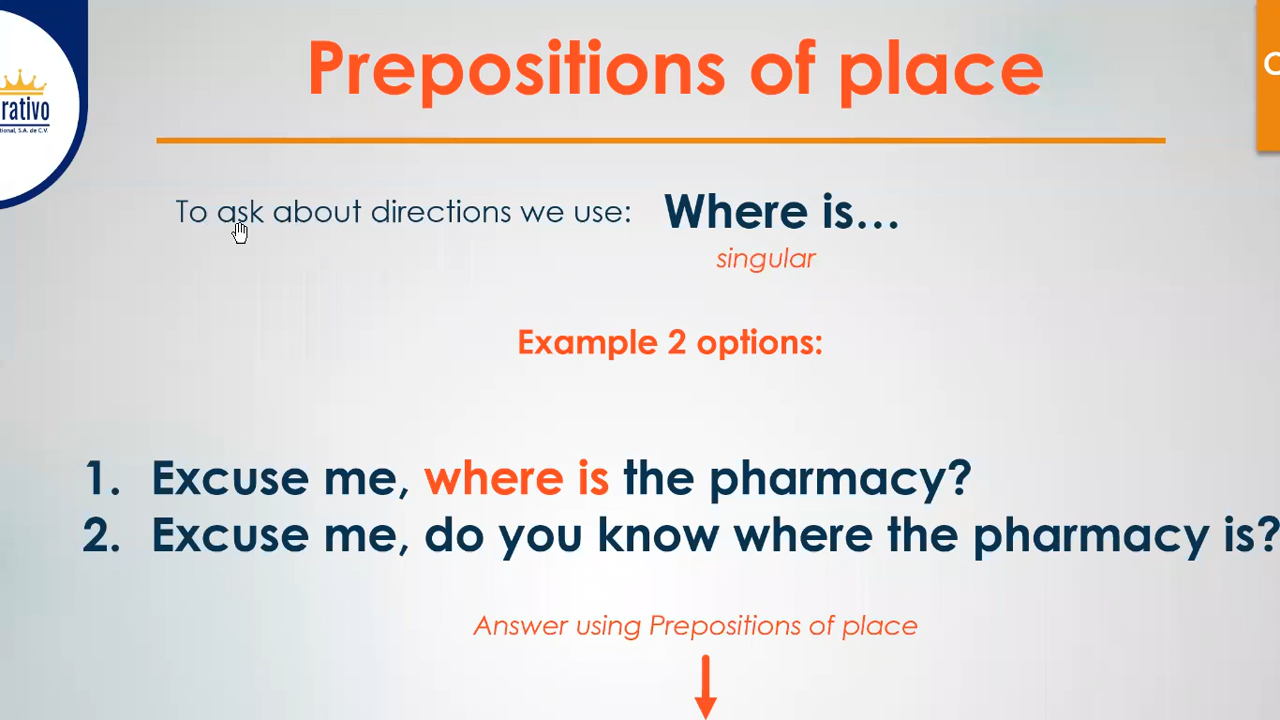 Prepositions of place
rativo
tional, S.A. de C.V.
To ask about directions we use: Where is...
singular
Example 2 options:
1. Excuse me, where is the pharmacy?
2. Excuse me, do you know where the pharmacy is?
Answer using Prepositions of place